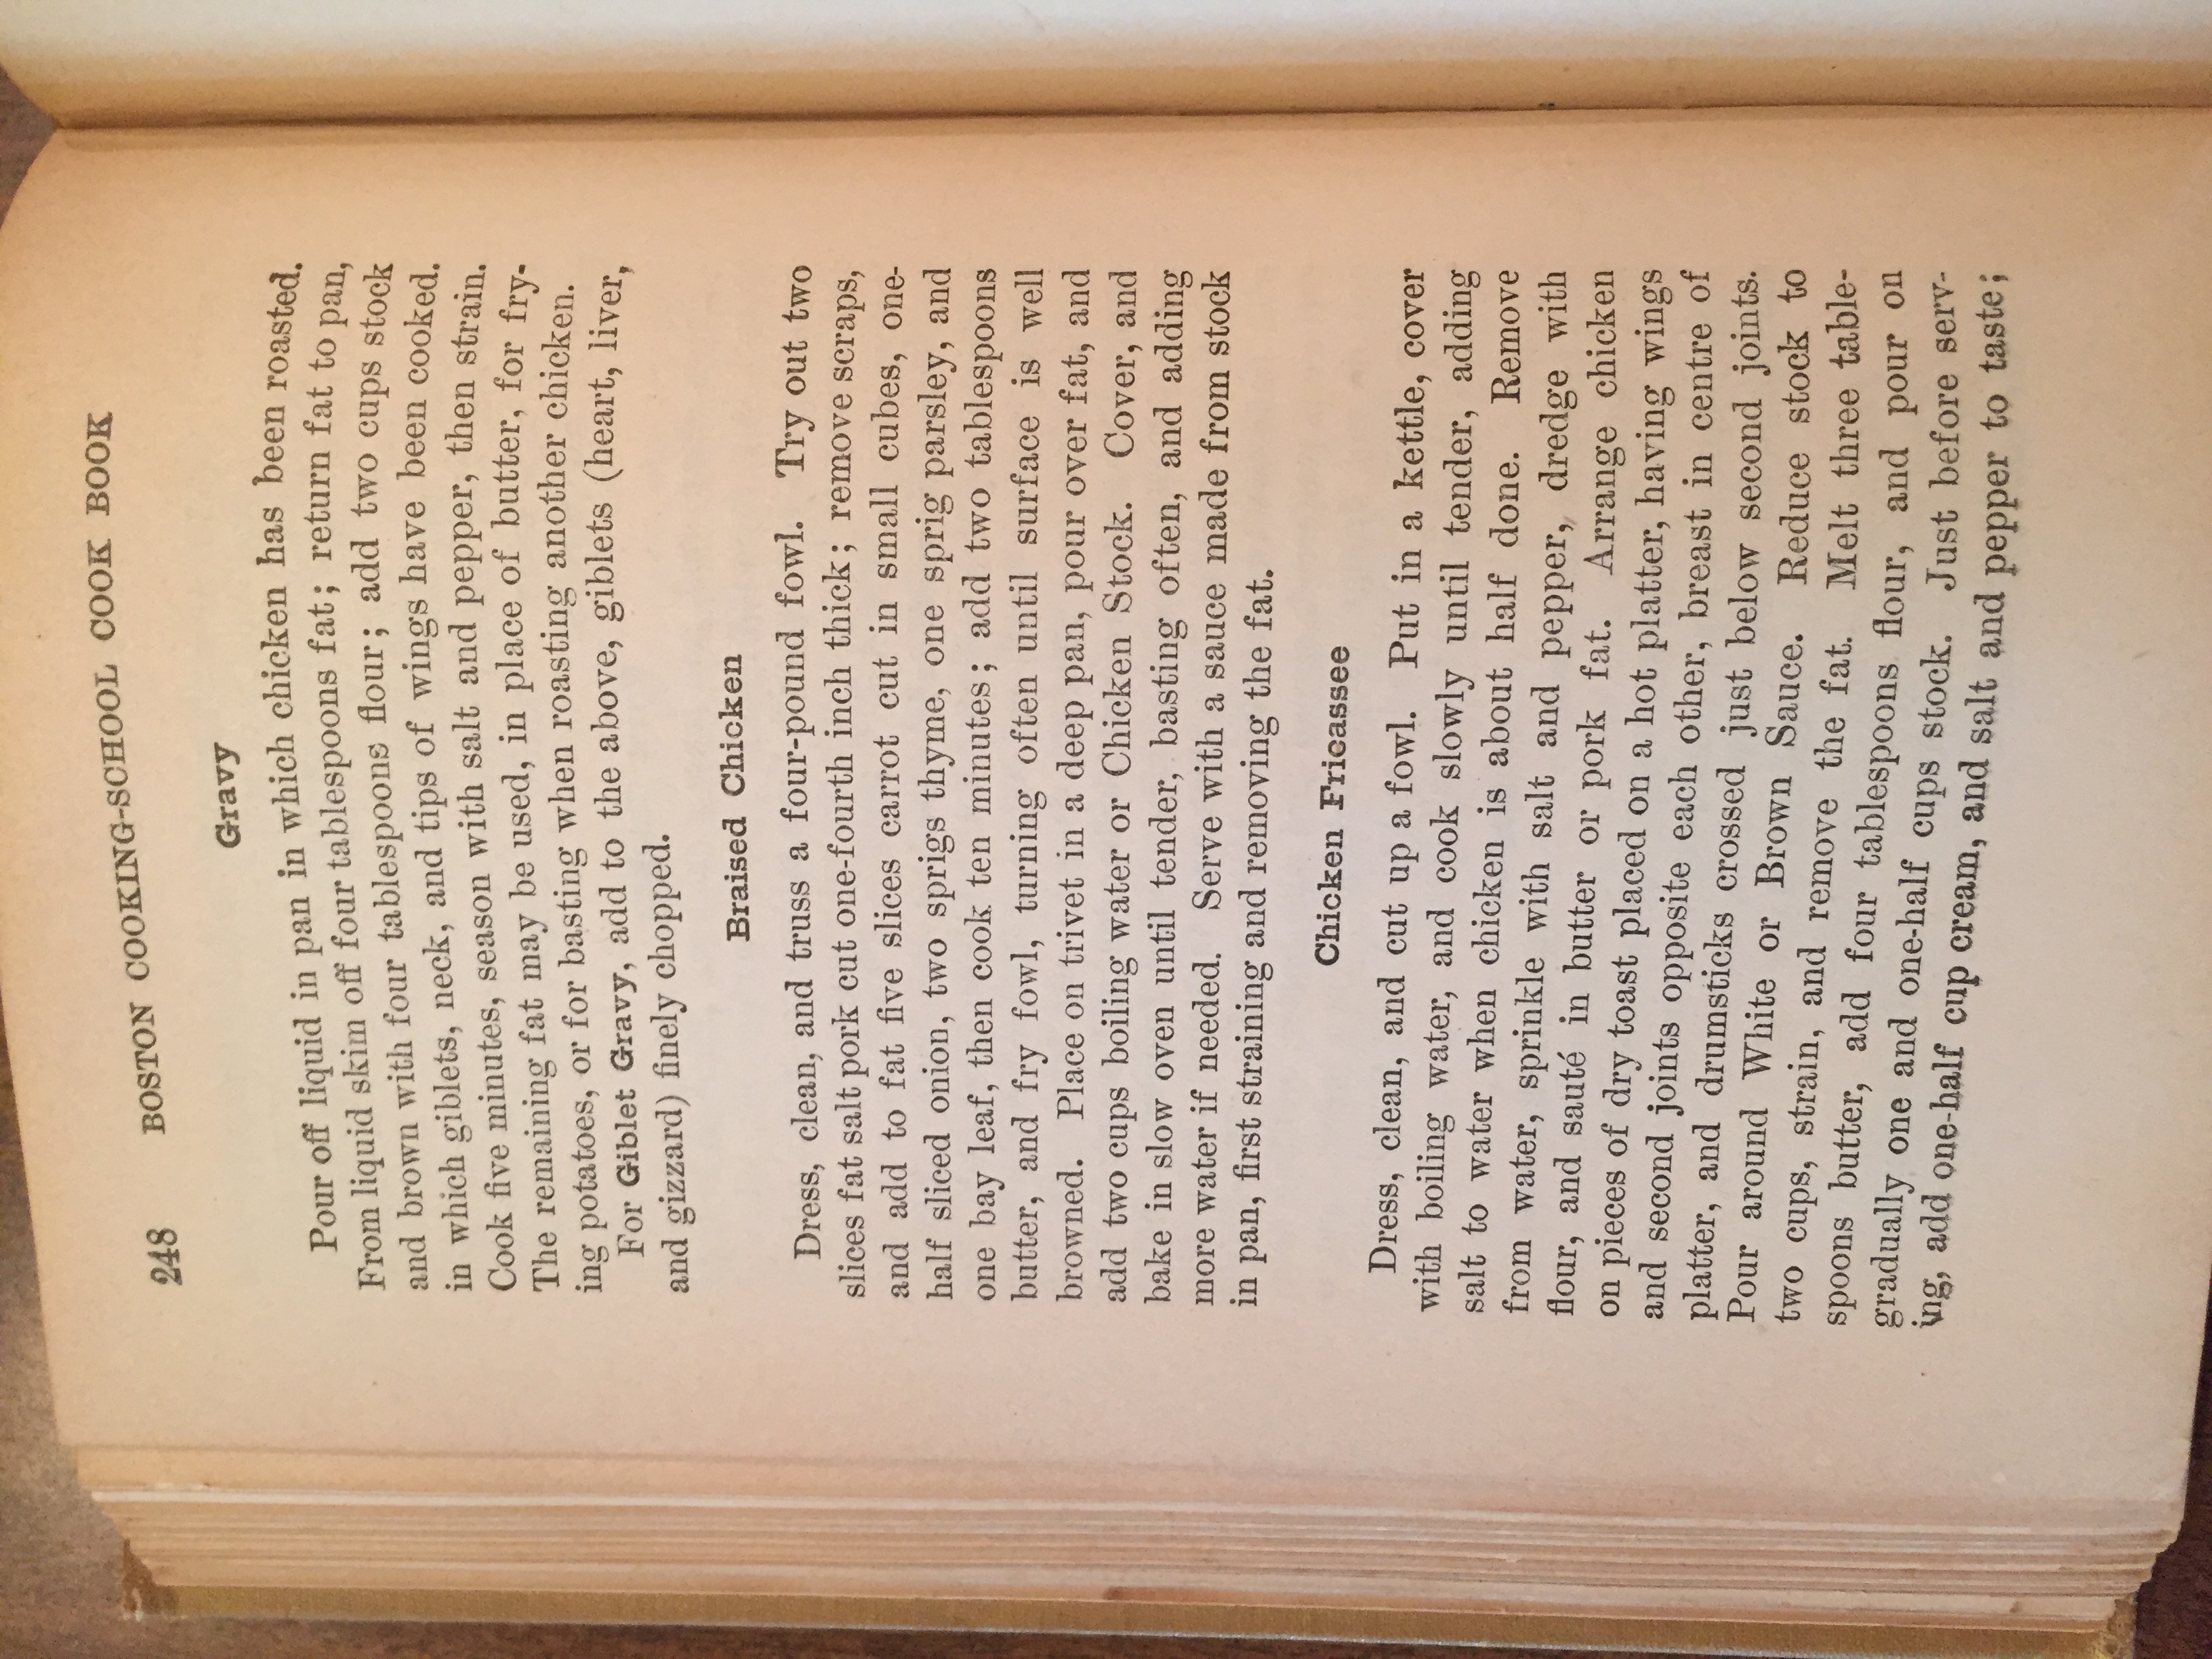 248 BOSTON COOKING-SCHOOL COOK BOOK
Gravy
Pour off liquid in pan in which chicken has been roasted.
From liquid skim off four tablespoons fat; return fat to pan,
and brown with four tablespoons flour; add two cups stock
in which giblets, neck, and tips of wings have been cooked.
Cook five minutes, season with salt and pepper, then strain.
The remaining fat may be used, in place of butter, for fry-
ing potatoes, or for basting when roasting another chicken.
For Giblet Gravy, add to the above, giblets (heart, liver,
and gizzard) finely chopped.
Braised Chicken
Dress, clean, and truss a four-pound fowl. Try out two
slices fat salt pork cut one-fourth inch thick; remove scraps,
and add to fat five slices carrot cut in small cubes, one-
half sliced onion, two sprigs thyme, one sprig parsley, and
one bay leaf, then cook ten minutes; add two tablespoons
butter, and fry fowl, turning often until surface is well
browned. Place on trivet in a deep pan, pour over fat, and
add two cups boiling water or Chicken Stock. Cover, and
bake in slow oven until tender, basting often, and adding
more water if needed. Serve with a sauce made from stock
in pan, first straining and removing the fat.
Chicken Fricassee
Dress, clean, and cut up a fowl. Put in a kettle, cover
with boiling water, and cook slowly until tender, adding
salt to water when chicken is about half done. Remove
from water, sprinkle with salt and pepper, dredge with
flour, and sauté in butter or pork fat. Arrange chicken
on pieces of dry toast placed on a hot platter, having wings
and second joints opposite each other, breast in centre of
platter, and drumsticks crossed just below second joints.
Pour around White or Brown Sauce. Reduce stock to
two cups, strain, and remove the fat. Melt three table-
spoons butter, add four tablespoons flour, and pour on
gradually one and one-half cups stock. Just before serv-
ing, add one-half cup cream, and salt and pepper to taste;